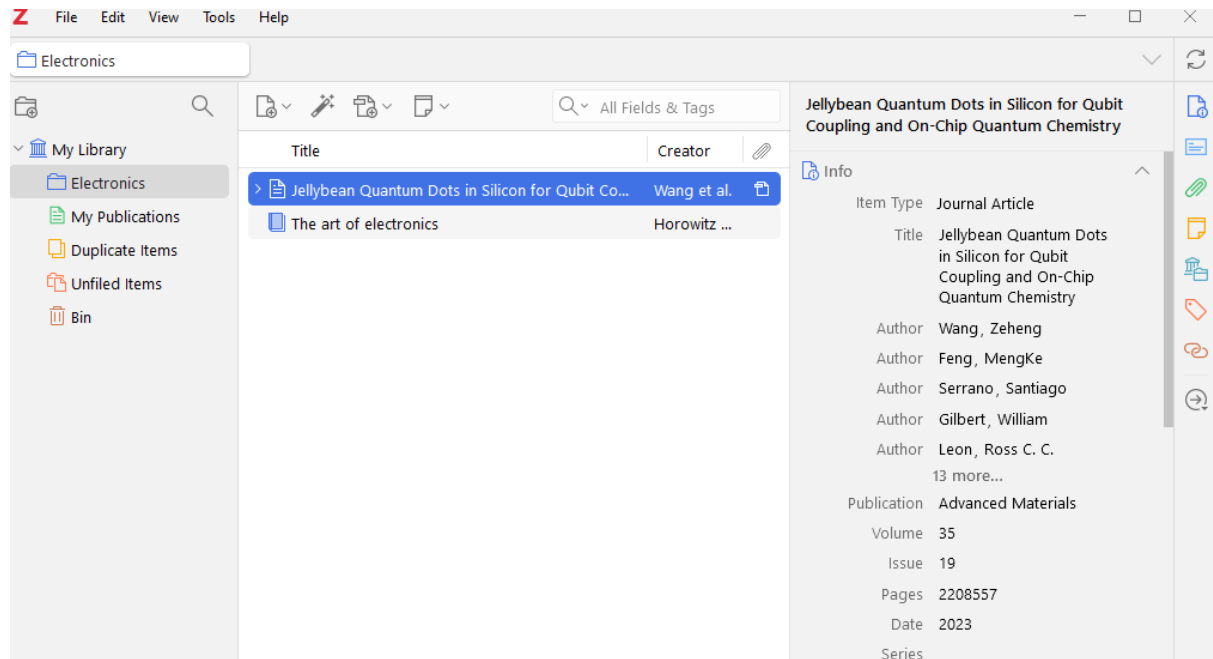 Z File Edit View Tools Help
Electronics
All Fields & Tags
My Library
Electronics
My Publications
Duplicate Items
Unfiled Items
Bin
Title Creator
Jellybean Quantum Dots in Silicon for Qubit Co... Wang et al.
The art of electronics Horowitz ...
Jellybean Quantum Dots in Silicon for Qubit
Coupling and On-Chip Quantum Chemistry
Info
Item Type Journal Article
Title Jellybean Quantum Dots
in Silicon for Qubit
Coupling and On-Chip
Quantum Chemistry
Author Wang, Zeheng
Author Feng, MengKe
Author Serrano, Santiago
Author Gilbert, William
Author Leon, Ross C. C.
13 more...
Publication Advanced Materials
Volume 35
Issue 19
Pages 2208557
Date 2023
Series